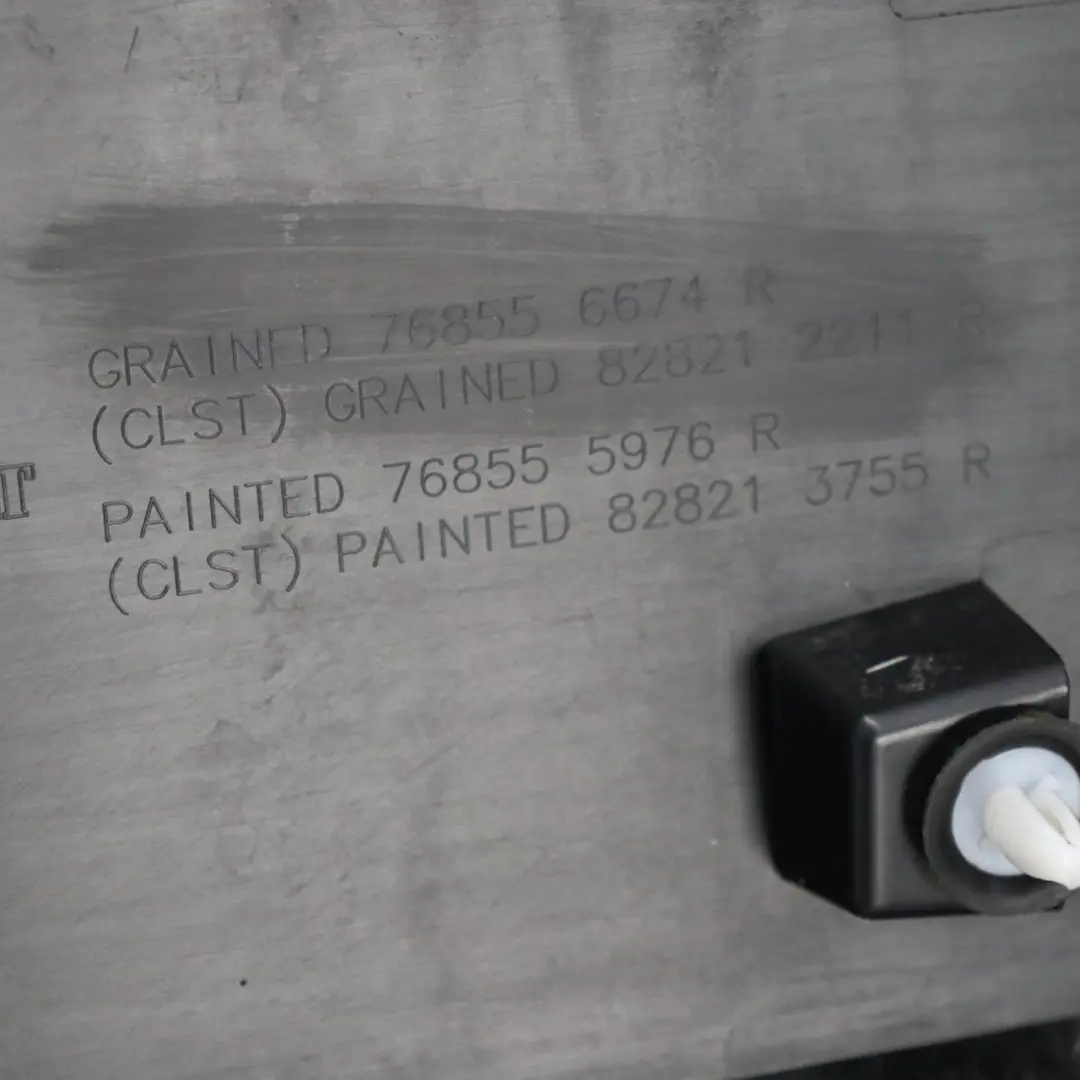 GRAINED 76855 6674 R
(CLST) GRAINED 82821 2211 R
PAINTED 76855 5976 R
(CLST) PAINTED 82821 3755 R